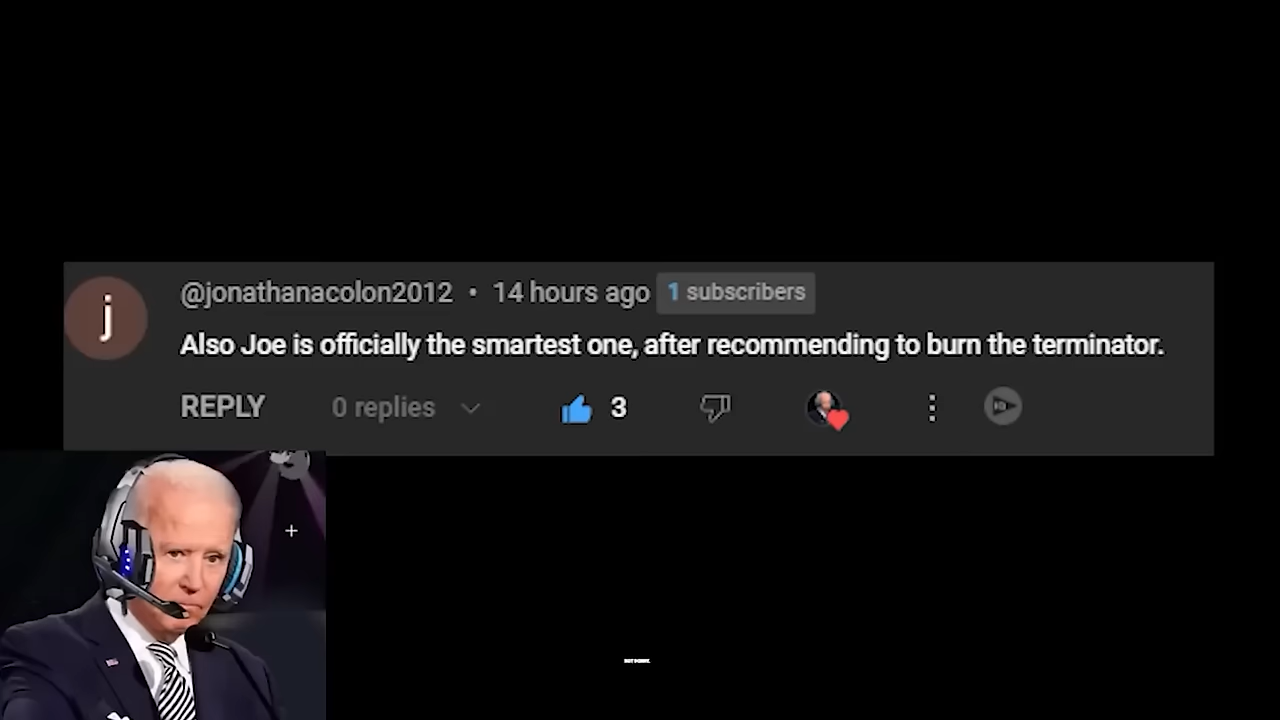 j
@jonathanacolon2012 • 14 hours ago 1 subscribers
Also Joe is officially the smartest one, after recommending to burn the terminator.
REPLY 0 replies 3